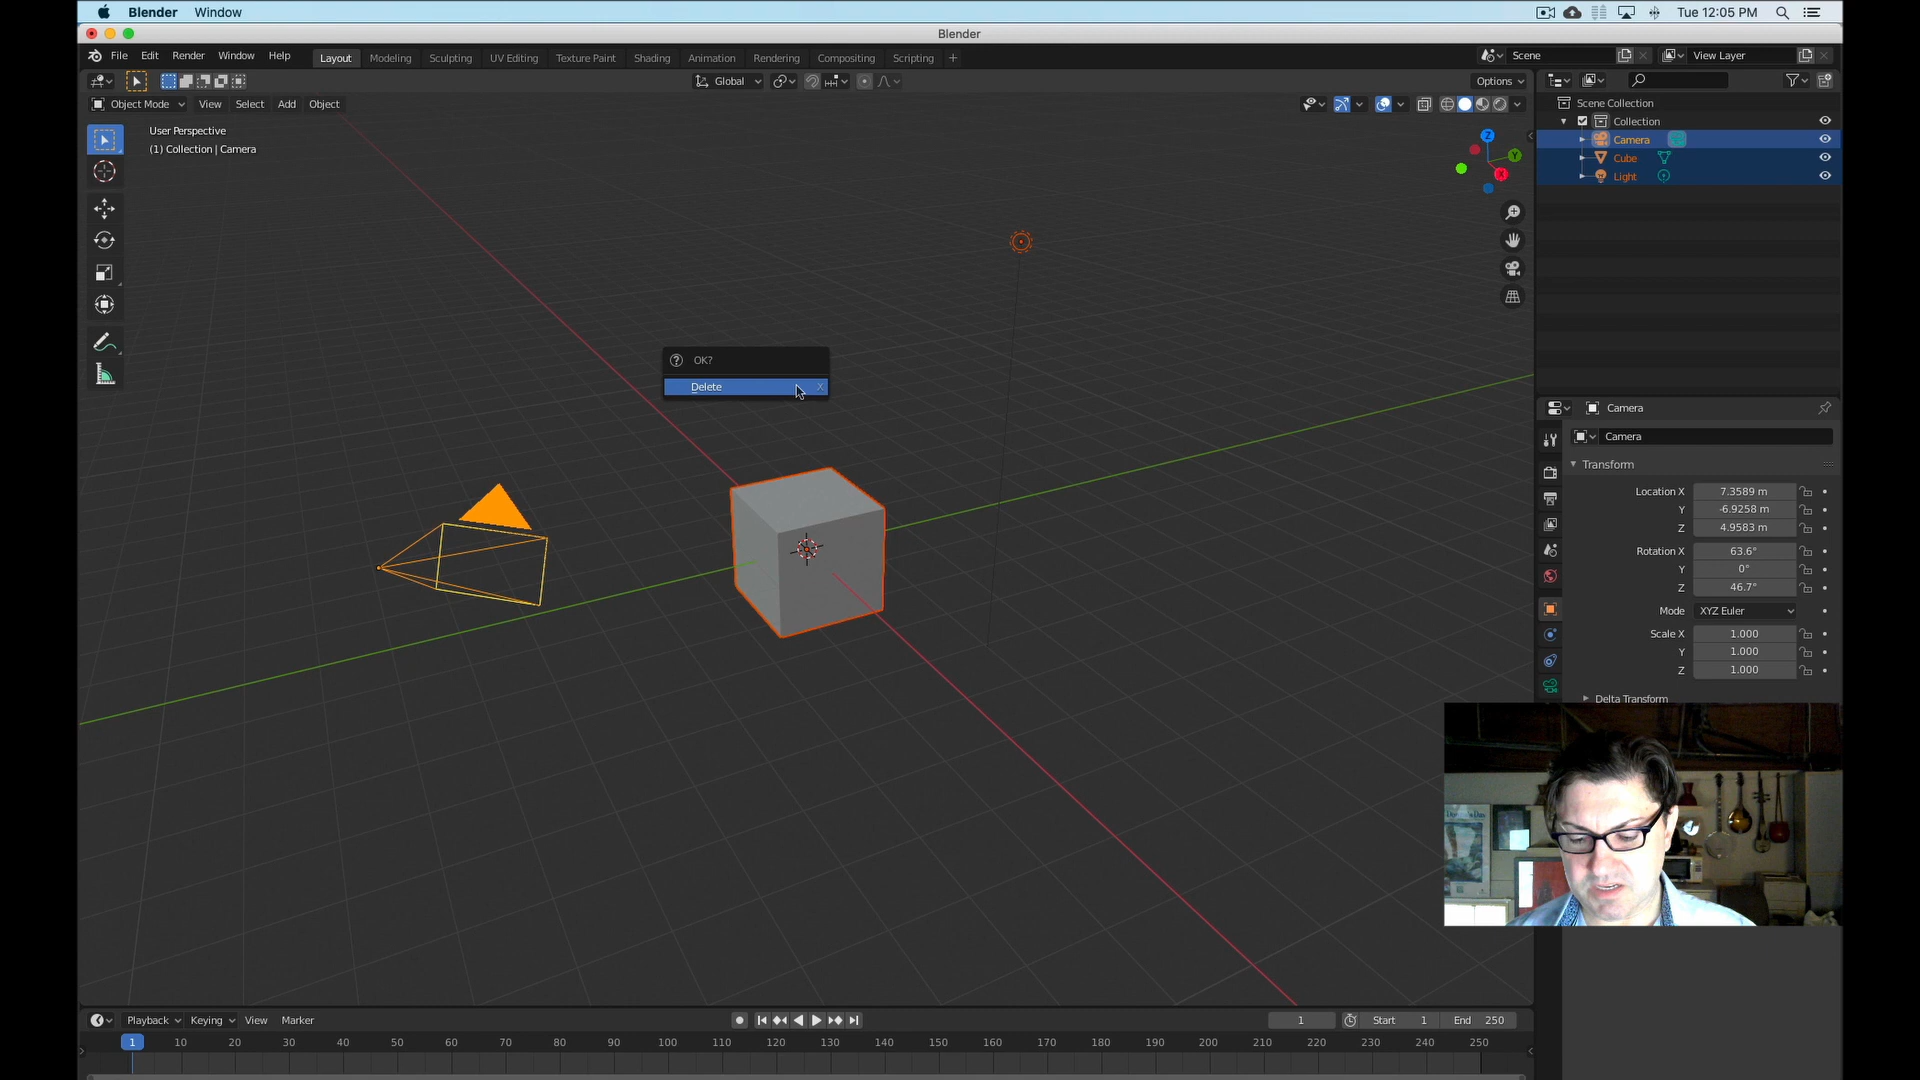 Blender Window Tue 12:05 PM
Blender
File Edit Render Window Help Layout Modeling Sculpting UV Editing Texture Paint Shading Animation Rendering Compositing Scripting + Scene View Layer
Global Options
Object Mode View Select Add Object
Scene Collection
Collection
Camera
Cube
Light
User Perspective
(1) Collection | Camera
Z
Y
X
OK?
Delete X
Camera
Camera
Transform
Location X 7.3589 m
Y -6.9258 m
Z 4.9583 m
Rotation X 63.6°
Y 0°
Z 46.7°
Mode XYZ Euler
Scale X 1.000
Y 1.000
Z 1.000
Delta Transform
Playback Keying View Marker 1 Start 1 End 250
1 10 20 30 40 50 60 70 80 90 100 110 120 130 140 150 160 170 180 190 200 210 220 230 240 250